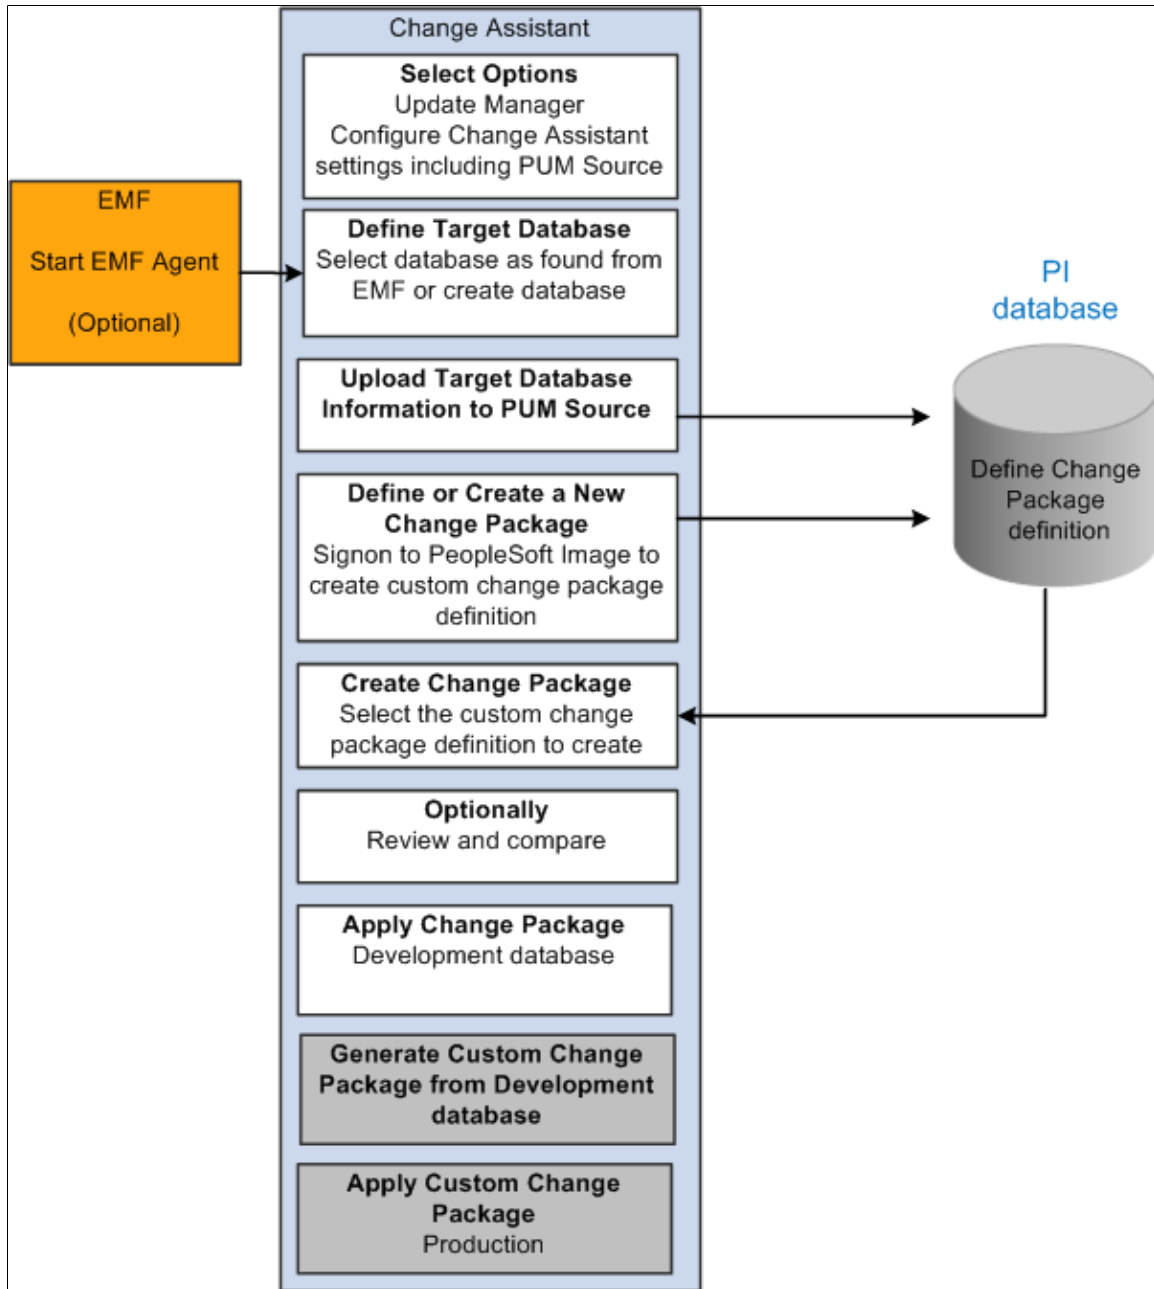 Change Assistant
Select Options
Update Manager
Configure Change Assistant
settings including PUM Source
EMF
Start EMF Agent
(Optional)
Define Target Database
Select database as found from
EMF or create database
PI
database
Upload Target Database
Information to PUM Source
Define Change
Package
definition
Define or Create a New
Change Package
Signon to PeopleSoft Image to
create custom change package
definition
Create Change Package
Select the custom change
package definition to create
Optionally
Review and compare
Apply Change Package
Development database
Generate Custom Change
Package from Development
database
Apply Custom Change
Package
Production